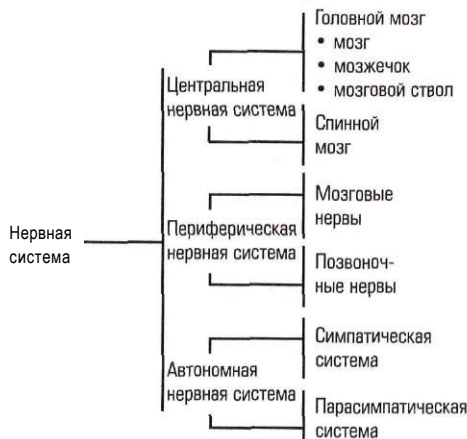 Нервная
система
Центральная
нервная система
Головной мозг
• мозг
• мозжечок
• мозговой ствол
Спинной
мозг
Периферическая
нервная система
Мозговые
нервы
Позвоноч-
ные нервы
Автономная
нервная система
Симпатическая
система
Парасимпатическая
система